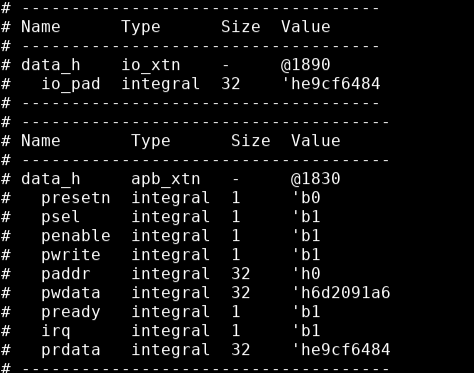 # ------------------------------------
# Name      Type      Size  Value
# ------------------------------------
# data_h    io_xtn    -     @1890
#   io_pad  integral  32    'he9cf6484
# ------------------------------------
# -------------------------------------
# Name       Type      Size  Value
# -------------------------------------
# data_h     apb_xtn   -     @1830
#   presetn  integral  1     'b0
#   psel     integral  1     'b1
#   penable  integral  1     'b1
#   pwrite   integral  1     'b1
#   paddr    integral  32    'h0
#   pwdata   integral  32    'h6d2091a6
#   pready   integral  1     'b1
#   irq      integral  1     'b1
#   prdata   integral  32    'he9cf6484
# -------------------------------------